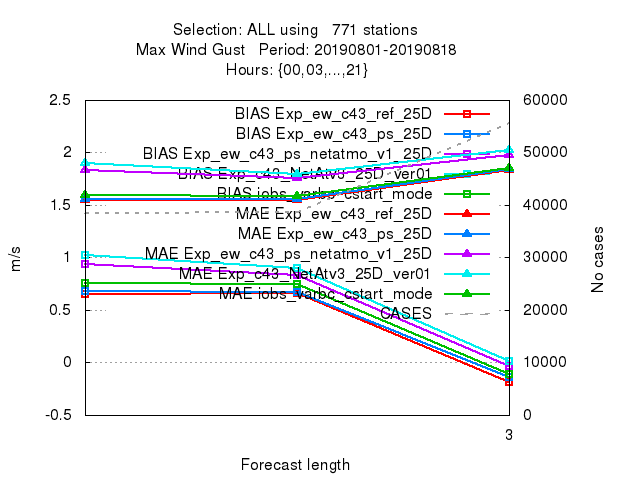 Selection: ALL using 771 stations
Max Wind Gust Period: 20190801-20190818
Hours: {00,03,...,21}
2.5
2
1.5
1
0.5
0
-0.5
m/s
BIAS Exp_ew_c43_ref_25D
BIAS Exp_ew_c43_ps_25D
BIAS Exp_ew_c43_ps_netatmo_v1_25D
BIAS Exp_c43_NetAtv3_25D_ver01
BIAS iobs_varbc_cstart_mode
MAE Exp_ew_c43_ref_25D
MAE Exp_ew_c43_ps_25D
MAE Exp_ew_c43_ps_netatmo_v1_25D
MAE Exp_c43_NetAtv3_25D_ver01
MAE iobs_varbc_cstart_mode
CASES
60000
50000
40000
30000
20000
10000
0
No cases
3
Forecast length